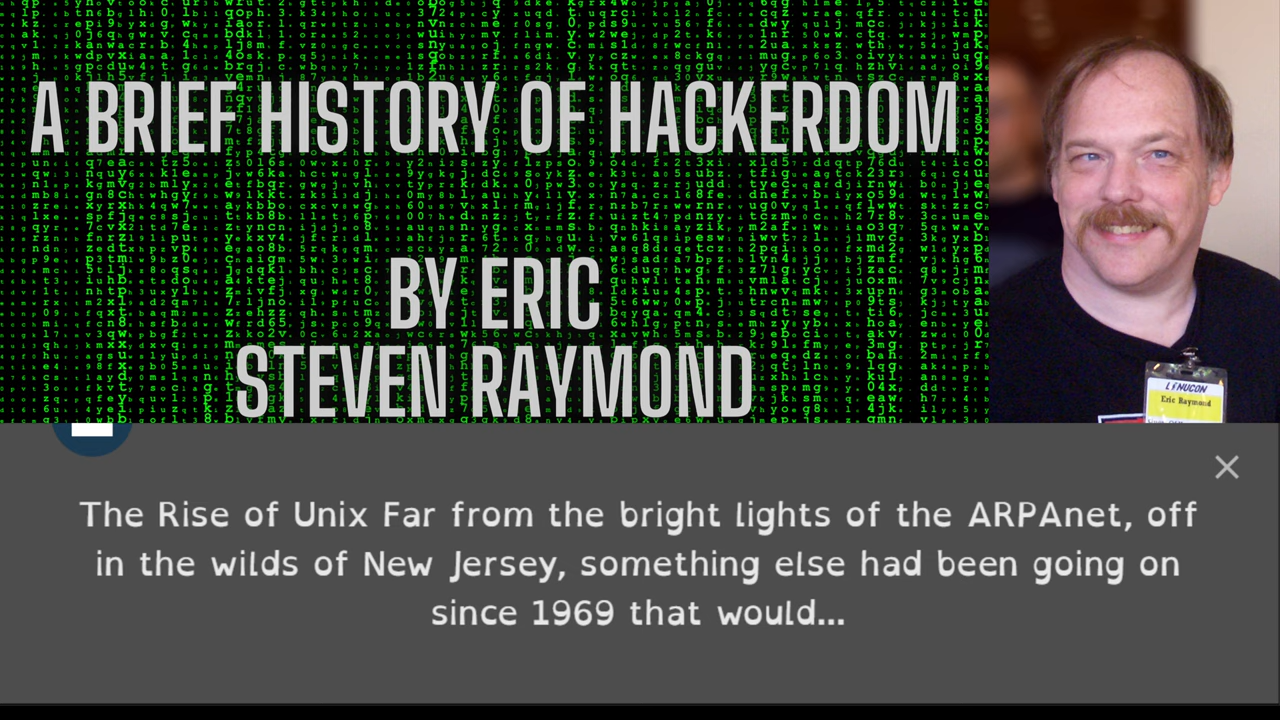 A BRIEF HISTORY OF HACKERDOM
BY ERIC
STEVEN RAYMOND
LINUCON
Eric Raymond
The Rise of Unix Far from the bright lights of the ARPAnet, off
in the wilds of New Jersey, something else had been going on
since 1969 that would...